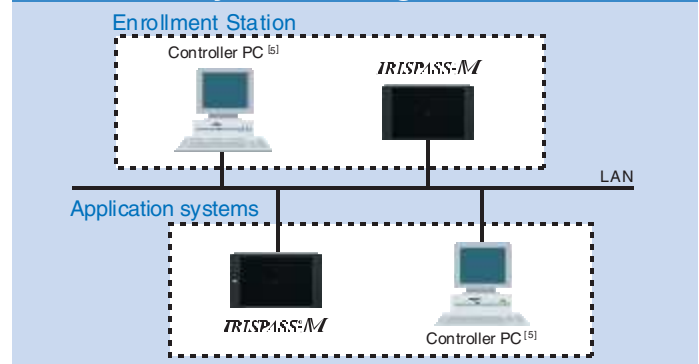 Enrollment Station
Controller PC [5]
IRISPASS-M
LAN
Application systems
IRISPASS-M
Controller PC [5]